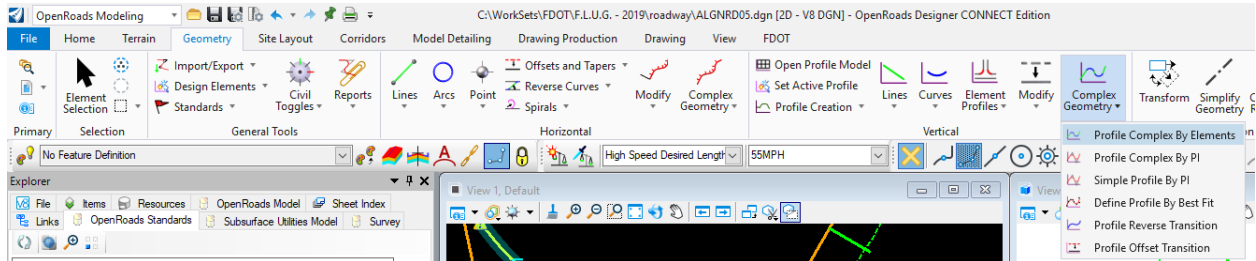 OpenRoads Modeling
C:\WorkSets\FDOT\F.L.U.G. - 2019\roadway\ALGNRD05.dgn [2D - V8 DGN] - OpenRoads Designer CONNECT Edition
File Home Terrain Geometry Site Layout Corridors Model Detailing Drawing Production Drawing View FDOT
Import/Export
Design Elements
Standards
Element
Selection
Civil
Toggles
Reports
Lines
Arcs
Point
Offsets and Tapers
Reverse Curves
Spirals
Modify
Complex
Geometry
Open Profile Model
Set Active Profile
Profile Creation
Lines
Curves
Element
Profiles
Modify
Complex
Geometry
Transform
Simplify
Geometry
Primary Selection General Tools Horizontal Vertical
Profile Complex By Elements
Profile Complex By PI
Simple Profile By PI
Define Profile By Best Fit
Profile Reverse Transition
Profile Offset Transition
No Feature Definition
High Speed Desired Length
55MPH
Explorer
File Items Resources OpenRoads Model Sheet Index
Links OpenRoads Standards Subsurface Utilities Model Survey
View 1, Default
View